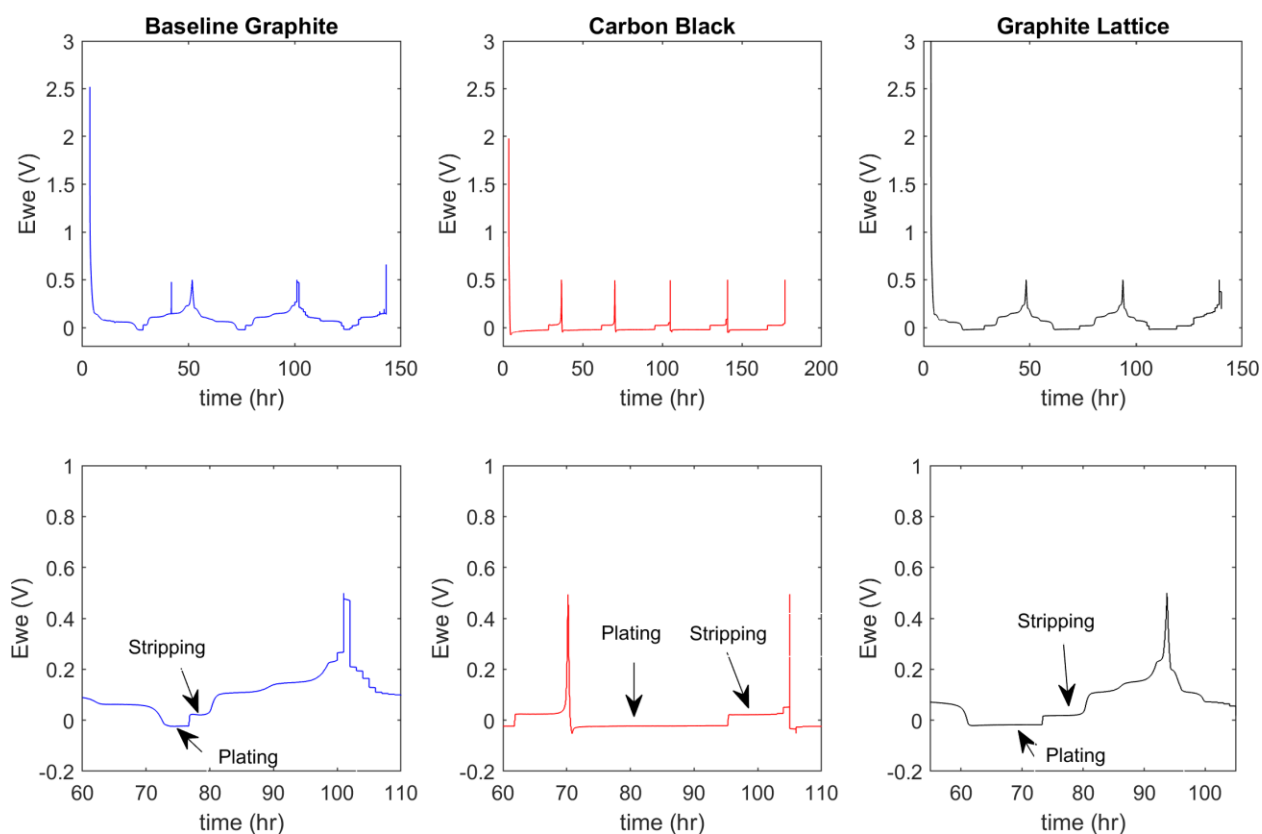 Baseline Graphite
3
2.5
2
1.5
1
0.5
0
Ewe (V)
0 50 100 150
time (hr)
Carbon Black
3
2.5
2
1.5
1
0.5
0
Ewe (V)
0 50 100 150 200
time (hr)
Graphite Lattice
3
2.5
2
1.5
1
0.5
0
Ewe (V)
0 50 100 150
time (hr)
1
0.8
0.6
0.4
0.2
0
-0.2
Ewe (V)
Stripping
Plating
60 70 80 90 100 110
time (hr)
1
0.8
0.6
0.4
0.2
0
-0.2
Ewe (V)
Plating
Stripping
60 70 80 90 100 110
time (hr)
1
0.8
0.6
0.4
0.2
0
-0.2
Ewe (V)
Stripping
Plating
60 70 80 90 100
time (hr)